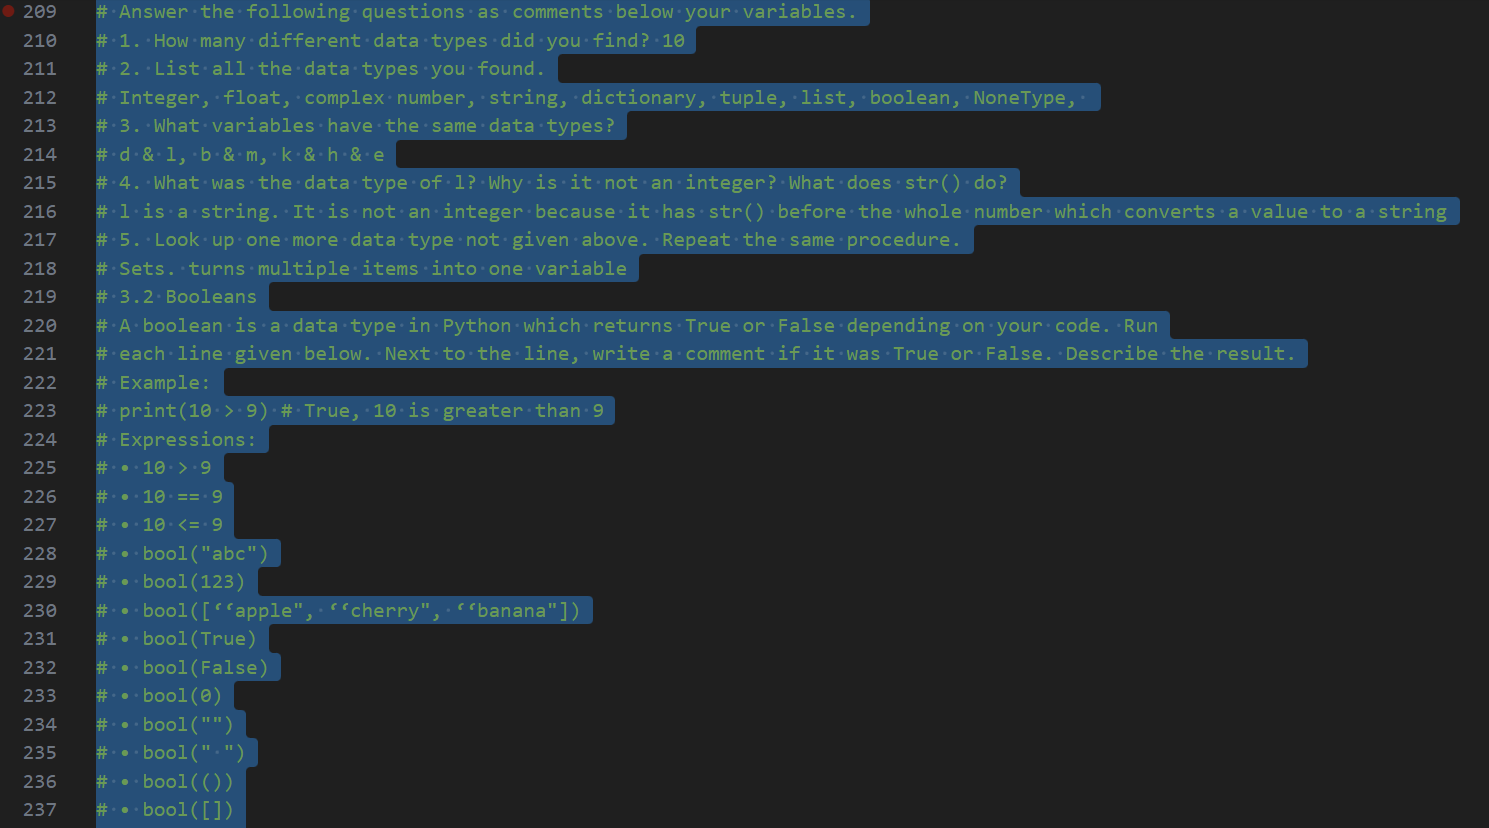 209 # Answer the following questions as comments below your variables.
210 # 1. How many different data types did you find? 10
211 # 2. List all the data types you found.
212 # Integer, float, complex number, string, dictionary, tuple, list, boolean, NoneType,
213 # 3. What variables have the same data types?
214 # d & l, b & m, k & h & e
215 # 4. What was the data type of l? Why is it not an integer? What does str() do?
216 # l is a string. It is not an integer because it has str() before the whole number which converts a value to a string
217 # 5. Look up one more data type not given above. Repeat the same procedure.
218 # Sets. turns multiple items into one variable
219 # 3.2 Booleans
220 # A boolean is a data type in Python which returns True or False depending on your code. Run
221 # each line given below. Next to the line, write a comment if it was True or False. Describe the result.
222 # Example:
223 # print(10 > 9) # True, 10 is greater than 9
224 # Expressions:
225 # • 10 > 9
226 # • 10 == 9
227 # • 10 <= 9
228 # • bool("abc")
229 # • bool(123)
230 # • bool([‘‘apple", ‘‘cherry", ‘‘banana"])
231 # • bool(True)
232 # • bool(False)
233 # • bool(0)
234 # • bool("")
235 # • bool(" ")
236 # • bool(())
237 # • bool([])